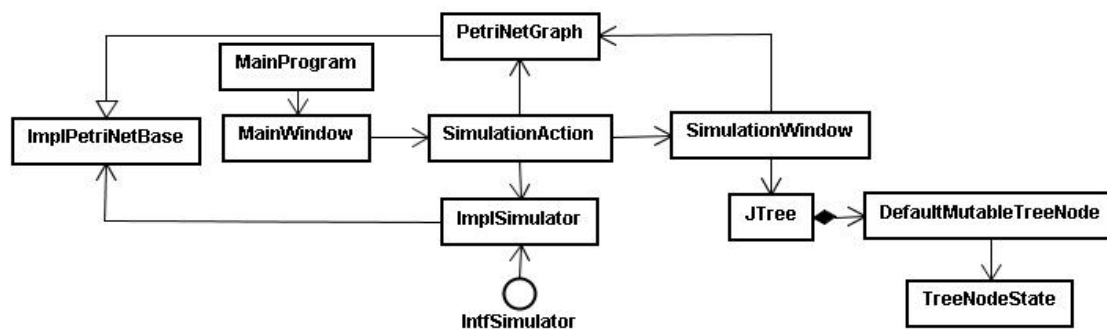 PetriNetGraph
MainProgram
ImplPetriNetBase
MainWindow
SimulationAction
SimulationWindow
ImplSimulator
JTree
DefaultMutableTreeNode
TreeNodeState
IntfSimulator